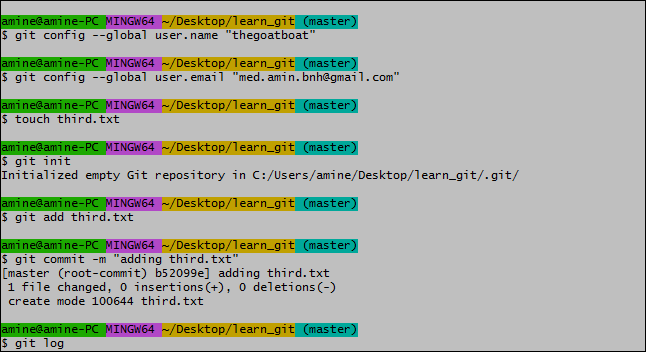 amine@amine-PC MINGW64 ~/Desktop/learn_git (master)
$ git config --global user.name "thegoatboat"
amine@amine-PC MINGW64 ~/Desktop/learn_git (master)
$ git config --global user.email "med.amin.bnh@gmail.com"
amine@amine-PC MINGW64 ~/Desktop/learn_git (master)
$ touch third.txt
amine@amine-PC MINGW64 ~/Desktop/learn_git (master)
$ git init
Initialized empty Git repository in C:/Users/amine/Desktop/learn_git/.git/
amine@amine-PC MINGW64 ~/Desktop/learn_git (master)
$ git add third.txt
amine@amine-PC MINGW64 ~/Desktop/learn_git (master)
$ git commit -m "adding third.txt"
[master (root-commit) b52099e] adding third.txt
 1 file changed, 0 insertions(+), 0 deletions(-)
 create mode 100644 third.txt
amine@amine-PC MINGW64 ~/Desktop/learn_git (master)
$ git log